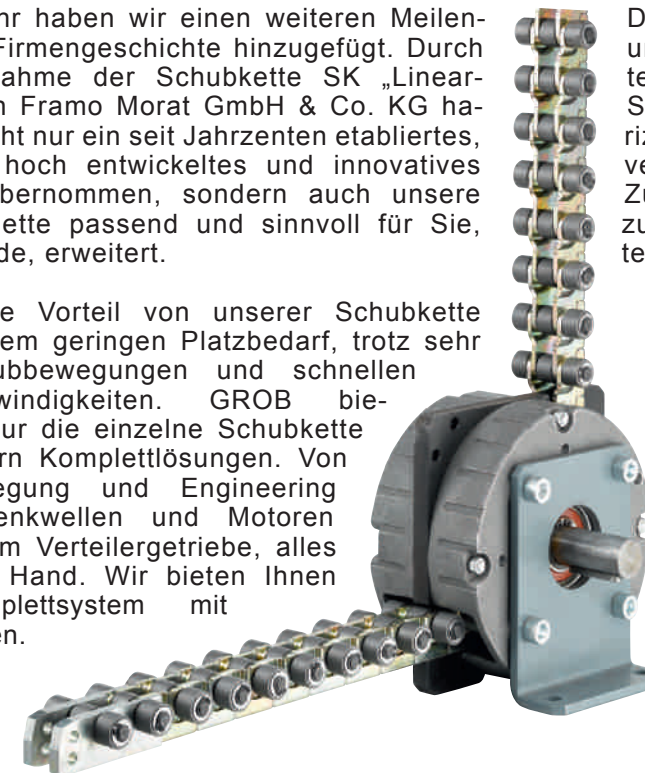 hr haben wir einen weiteren Meilen-
Firmengeschichte hinzugefügt. Durch
ahme der Schubkette SK „Linear-
n Framo Morat GmbH & Co. KG ha-
ht nur ein seit Jahrzenten etabliertes,
hoch entwickeltes und innovatives
bernommen, sondern auch unsere
ette passend und sinnvoll für Sie,
de, erweitert.
e Vorteil von unserer Schubkette
em geringen Platzbedarf, trotz sehr
ubbewegungen und schnellen
windigkeiten. GROB bie-
ur die einzelne Schubkette
rn Komplettlösungen. Von
egung und Engineering
enkwellen und Motoren
m Verteilergetriebe, alles
Hand. Wir bieten Ihnen
plettsystem mit
en.
D
u
te
S
riz
ve
Zu
zu
te